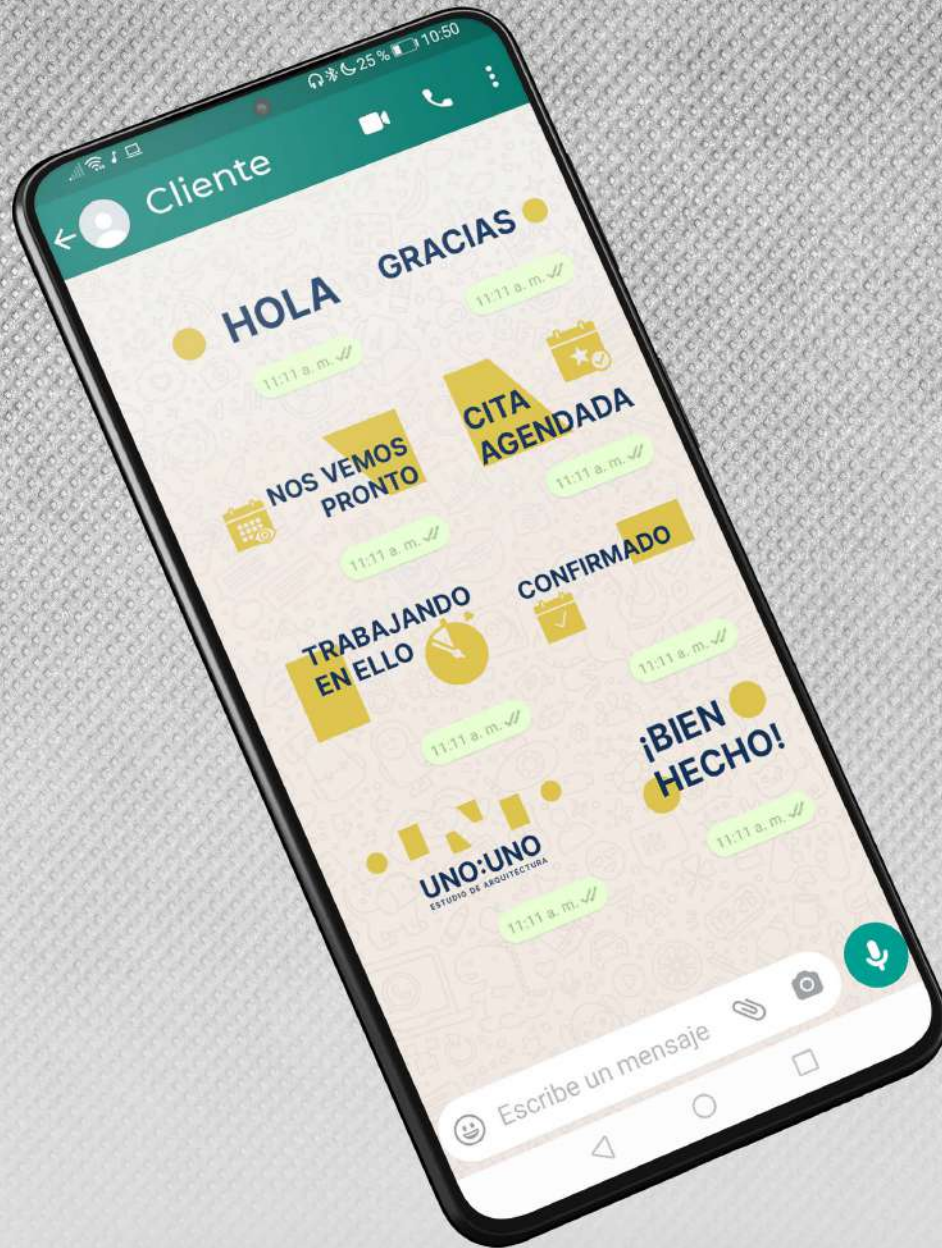 25 % 10:50
Cliente
HOLA
11:11 a. m.
GRACIAS
11:11 a. m.
NOS VEMOS
PRONTO
11:11 a. m.
CITA
AGENDADA
11:11 a. m.
TRABAJANDO
EN ELLO
11:11 a. m.
CONFIRMADO
11:11 a. m.
UNO:UNO
ESTUDIO DE ARQUITECTURA
11:11 a. m.
¡BIEN
HECHO!
11:11 a. m.
Escribe un mensaje